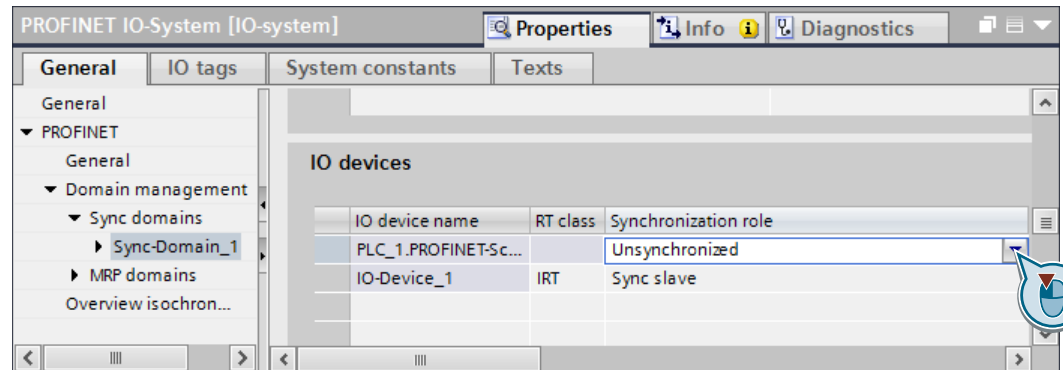 PROFINET IO-System [IO-system]
Properties
Info
Diagnostics
General
IO tags
System constants
Texts
General
PROFINET
General
Domain management
Sync domains
Sync-Domain_1
MRP domains
Overview isochron...
IO devices
IO device name RT class Synchronization role
PLC_1.PROFINET-Sc... Unsynchronized
IO-Device_1 IRT Sync slave